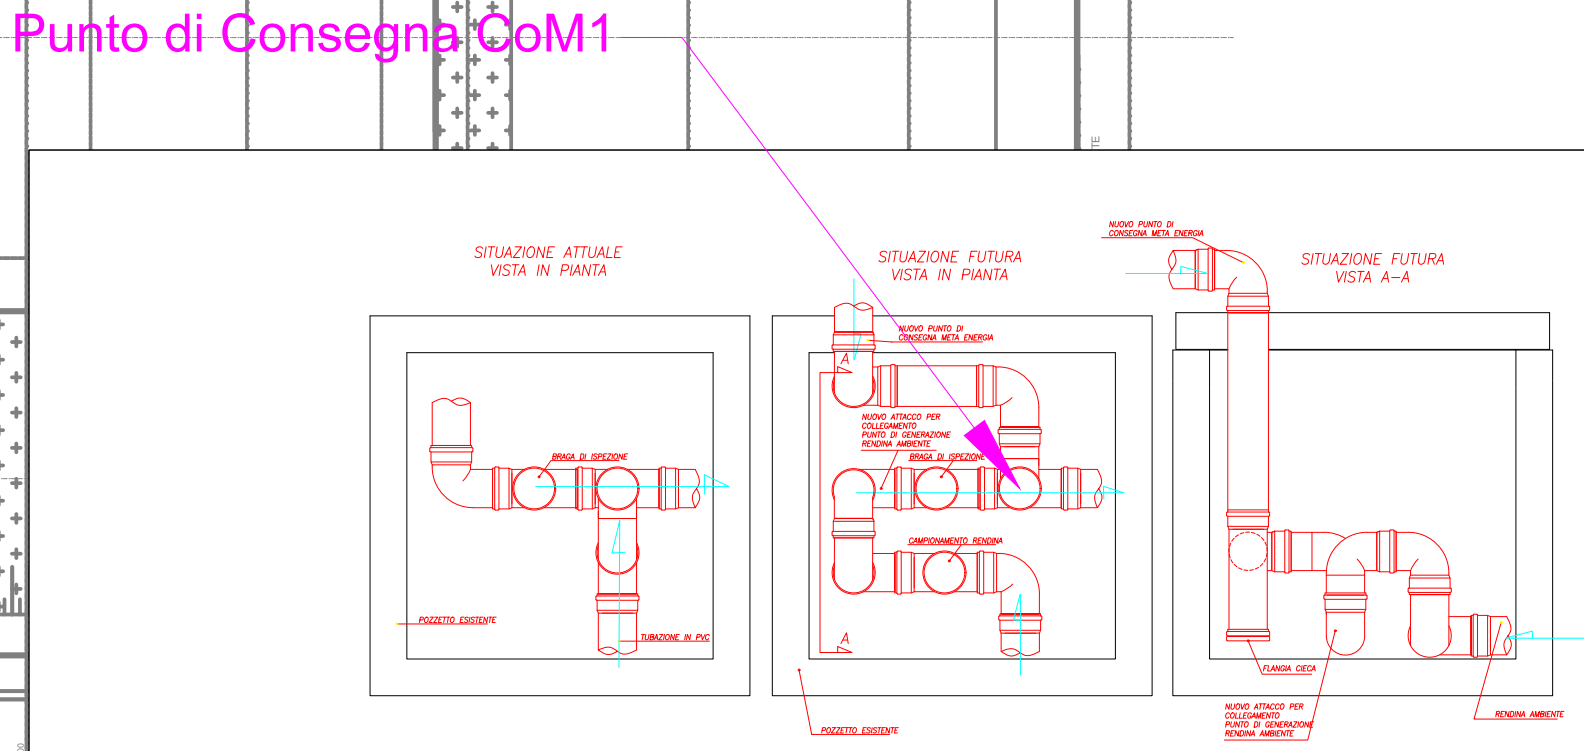 Punto di Consegna CoM1
TE
SITUAZIONE ATTUALE
VISTA IN PIANTA
BRAGA DI ISPEZIONE
POZZETTO ESISTENTE
TUBAZIONE IN PVC
SITUAZIONE FUTURA
VISTA IN PIANTA
NUOVO PUNTO DI
CONSEGNA META ENERGIA
A
NUOVO ATTACCO PER
COLLEGAMENTO
PUNTO DI GENERAZIONE
RENDINA AMBIENTE
BRAGA DI ISPEZIONE
CAMPIONAMENTO RENDINA
A
POZZETTO ESISTENTE
NUOVO PUNTO DI
CONSEGNA META ENERGIA
SITUAZIONE FUTURA
VISTA A-A
FLANGIA CIECA
NUOVO ATTACCO PER
COLLEGAMENTO
PUNTO DI GENERAZIONE
RENDINA AMBIENTE
RENDINA AMBIENTE